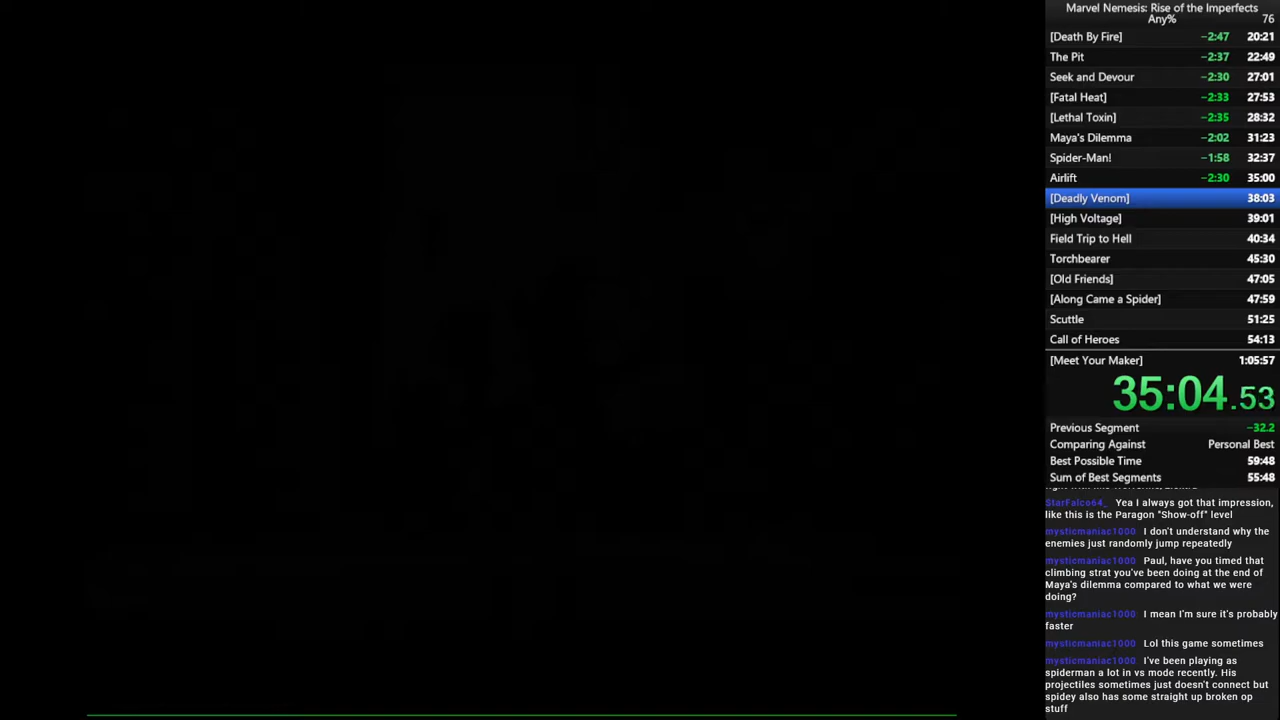 Marvel Nemesis: Rise of the Imperfects
Any% 76
[Death By Fire] −2:47 20:21
The Pit −2:37 22:49
Seek and Devour −2:30 27:01
[Fatal Heat] −2:33 27:53
[Lethal Toxin] −2:35 28:32
Maya's Dilemma −2:02 31:23
Spider-Man! −1:58 32:37
Airlift −2:30 35:00
[Deadly Venom] 38:03
[High Voltage] 39:01
Field Trip to Hell 40:34
Torchbearer 45:30
[Old Friends] 47:05
[Along Came a Spider] 47:59
Scuttle 51:25
Call of Heroes 54:13
[Meet Your Maker] 1:05:57
35:04.53
Previous Segment −32.2
Comparing Against Personal Best
Best Possible Time 59:48
Sum of Best Segments 55:48
StarFalco64_ Yea I always got that impression,
like this is the Paragon "Show-off" level
mysticmaniac1000 I don't understand why the
enemies just randomly jump repeatedly
mysticmaniac1000 Paul, have you timed that
climbing strat you've been doing at the end of
Maya's dilemma compared to what we were
doing?
mysticmaniac1000 I mean I'm sure it's probably
faster
mysticmaniac1000 Lol this game sometimes
mysticmaniac1000 I've been playing as
spiderman a lot in vs mode recently. His
projectiles sometimes just doesn't connect but
spidey also has some straight up broken op
stuff